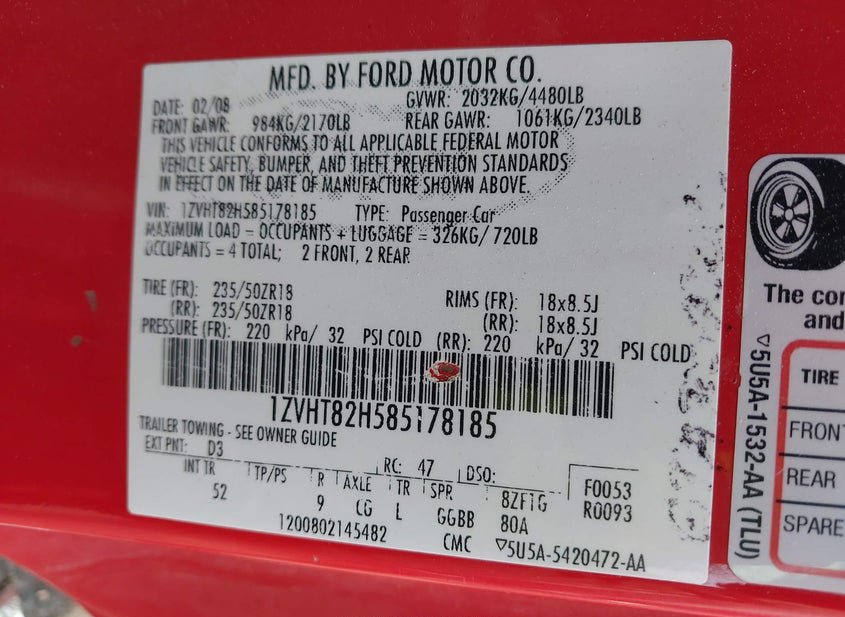 MFD. BY FORD MOTOR CO.
DATE: 02/08 GVWR: 2032KG/4480LB
FRONT GAWR: 984KG/2170LB REAR GAWR: 1061KG/2340LB
THIS VEHICLE CONFORMS TO ALL APPLICABLE FEDERAL MOTOR
VEHICLE SAFETY, BUMPER, AND THEFT PREVENTION STANDARDS
IN EFFECT ON THE DATE OF MANUFACTURE SHOWN ABOVE.
VIN: 1ZVHT82H585178185 TYPE: Passenger Car
MAXIMUM LOAD = OCCUPANTS + LUGGAGE = 326KG/ 720LB
OCCUPANTS = 4 TOTAL; 2 FRONT, 2 REAR
TIRE (FR): 235/50ZR18 RIMS (FR): 18x8.5J
(RR): 235/50ZR18 (RR): 18x8.5J
PRESSURE (FR): 220 kPa/ 32 PSI COLD (RR): 220 kPa/ 32 PSI COLD
1ZVHT82H585178185
TRAILER TOWING - SEE OWNER GUIDE
EXT PNT: D3 RC: 47 DSO: F0053
INT TR TP/PS R AXLE TR SPR 8ZF1G R0093
52 9 CG L GGBB 80A
1200802145482 CMC 5U5A-5420472-AA
The
and
TIRE
REAR
SPARE
5U5A-1532-AA (TLU)